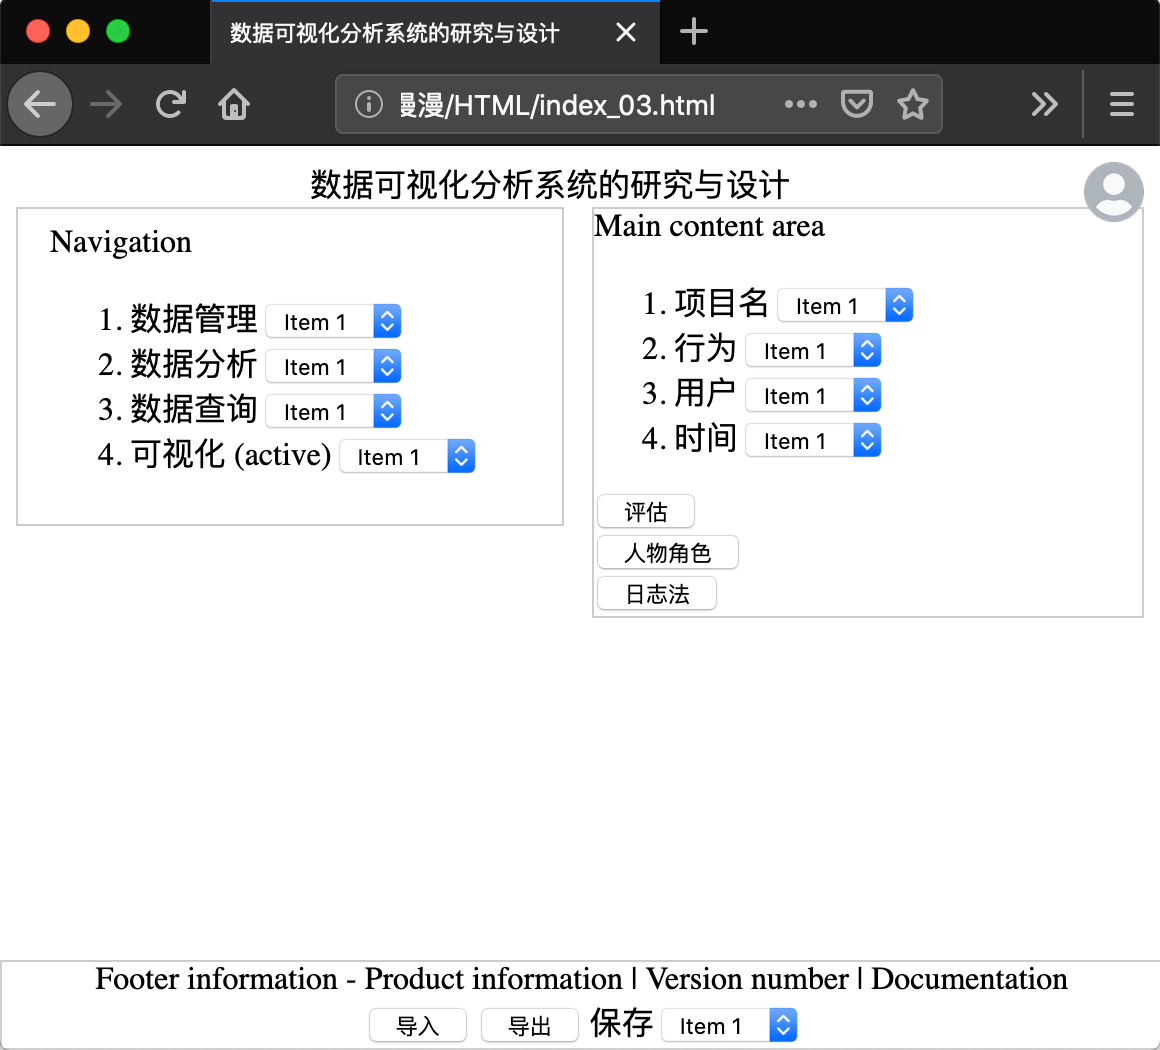 数据可视化分析系统的研究与设计
漫漫/HTML/index_03.html
数据可视化分析系统的研究与设计
Navigation
1. 数据管理 Item 1
2. 数据分析 Item 1
3. 数据查询 Item 1
4. 可视化 (active) Item 1
Main content area
1. 项目名 Item 1
2. 行为 Item 1
3. 用户 Item 1
4. 时间 Item 1
评估
人物角色
日志法
Footer information - Product information | Version number | Documentation
导入 导出 保存 Item 1